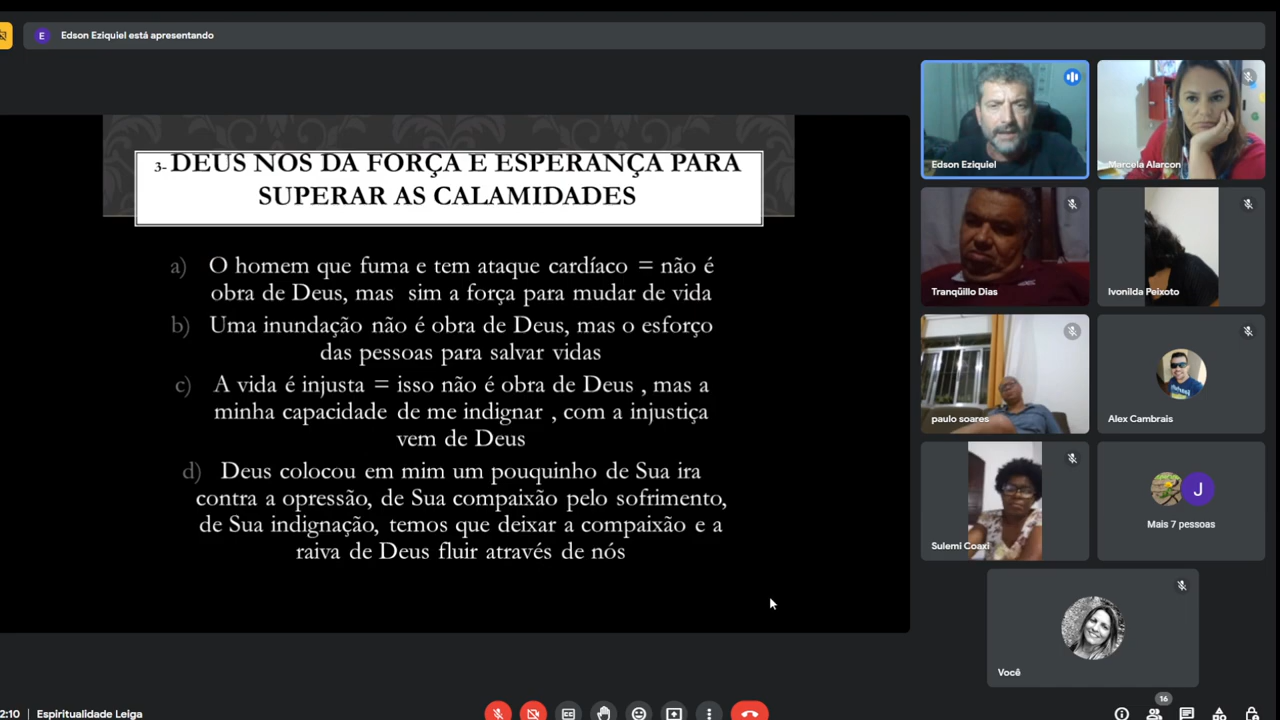 E
Edson Eziquiel está apresentando
3- DEUS NOS DA FORÇA E ESPERANÇA PARA
SUPERAR AS CALAMIDADES
a) O homem que fuma e tem ataque cardíaco = não é
obra de Deus, mas sim a força para mudar de vida
b) Uma inundação não é obra de Deus, mas o esforço
das pessoas para salvar vidas
c) A vida é injusta = isso não é obra de Deus , mas a
minha capacidade de me indignar , com a injustiça
vem de Deus
d) Deus colocou em mim um pouquinho de Sua ira
contra a opressão, de Sua compaixão pelo sofrimento,
de Sua indignação, temos que deixar a compaixão e a
raiva de Deus fluir através de nós
Edson Eziquiel
Marcela Alarcon
Tranqüillo Dias
Ivonilda Peixoto
paulo soares
Alex Cambrais
Sulemi Coaxi
J
Mais 7 pessoas
Você
2:10 | Espiritualidade Leiga
16